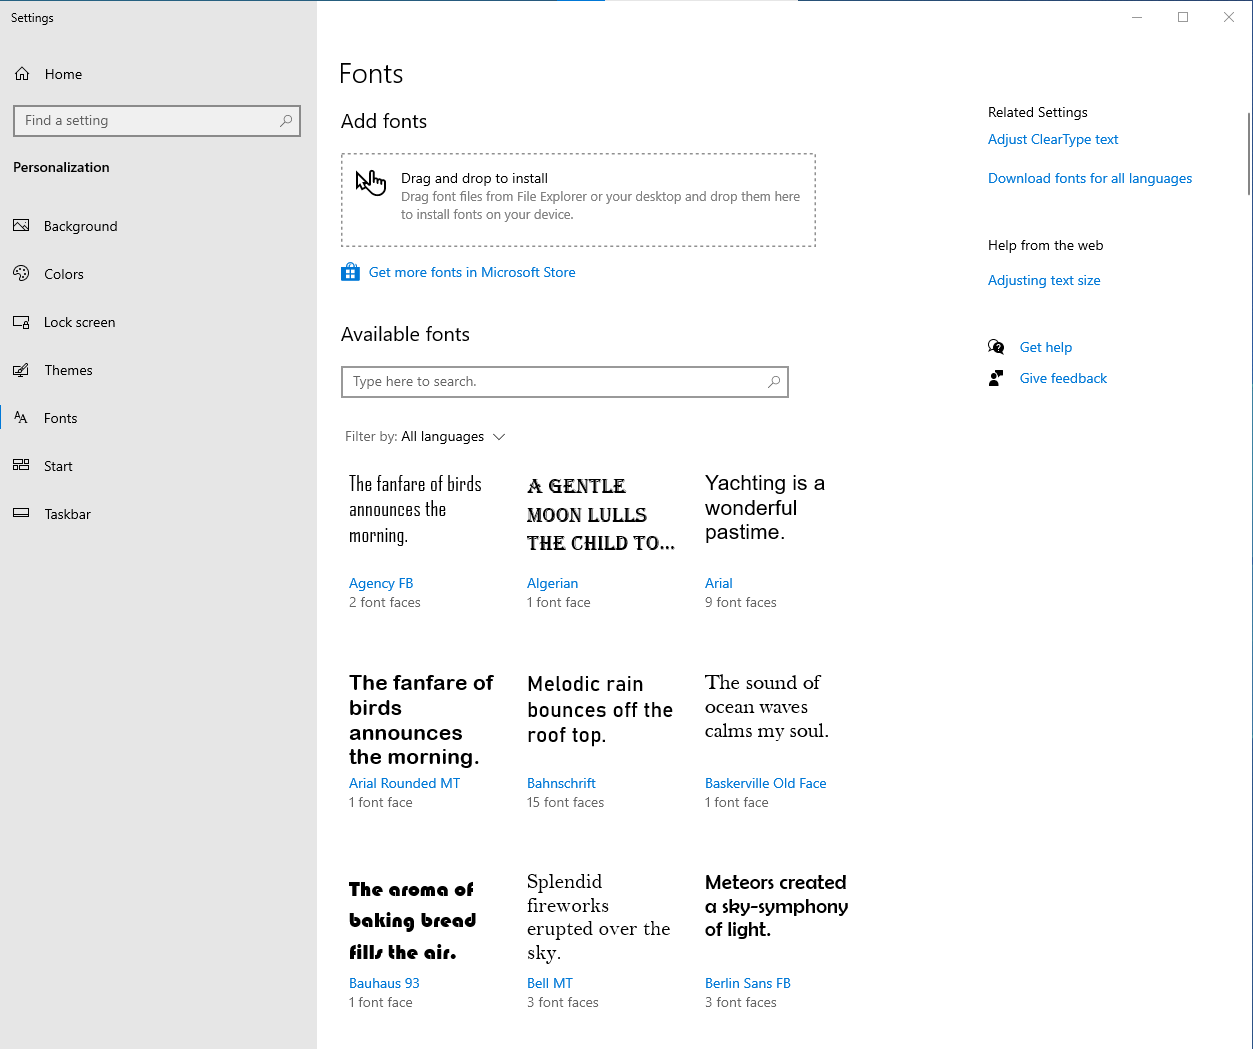 Settings
Home
Find a setting
Personalization
Background
Colors
Lock screen
Themes
Fonts
Start
Taskbar
Fonts
Add fonts
Drag and drop to install
Drag font files from File Explorer or your desktop and drop them here
to install fonts on your device.
Get more fonts in Microsoft Store
Available fonts
Type here to search.
Filter by: All languages
The fanfare of birds
announces the
morning.
Agency FB
2 font faces
A GENTLE
MOON LULLS
THE CHILD TO...
Algerian
1 font face
Yachting is a
wonderful
pastime.
Arial
9 font faces
The fanfare of
birds
announces
the morning.
Arial Rounded MT
1 font face
Melodic rain
bounces off the
roof top.
Bahnschrift
15 font faces
The sound of
ocean waves
calms my soul.
Baskerville Old Face
1 font face
The aroma of
baking bread
fills the air.
Bauhaus 93
1 font face
Splendid
fireworks
erupted over the
sky.
Bell MT
3 font faces
Meteors created
a sky-symphony
of light.
Berlin Sans FB
3 font faces
Related Settings
Adjust ClearType text
Download fonts for all languages
Help from the web
Adjusting text size
Get help
Give feedback